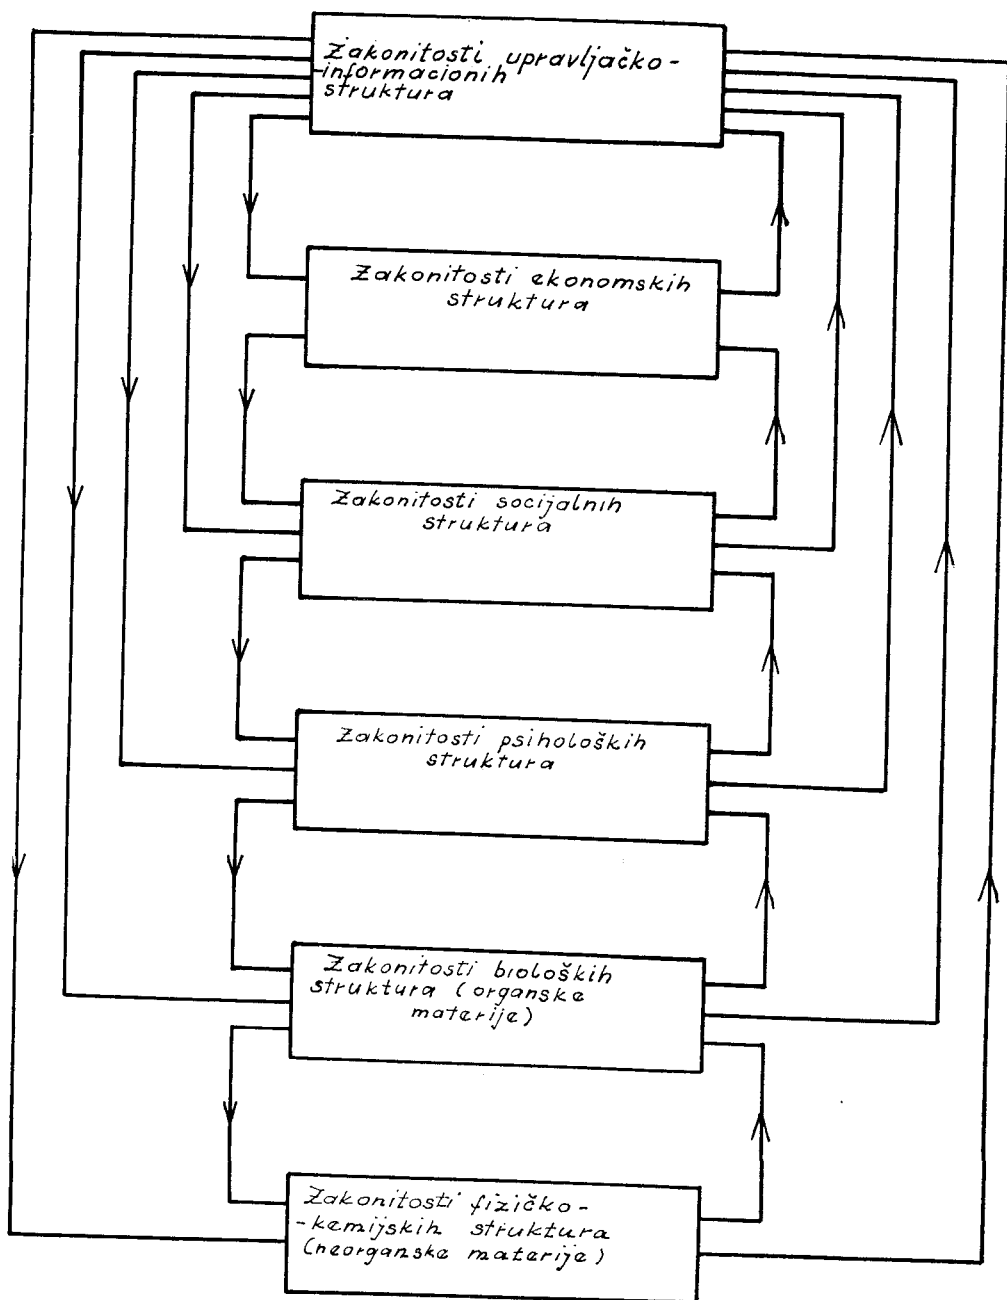 Zakonitosti upravljačko-
-informacionih
struktura
Zakonitosti ekonomskih
struktura
Zakonitosti socijalnih
struktura
Zakonitosti psiholoških
struktura
Zakonitosti bioloških
struktura (organske
materije)
Zakonitosti fizičko-
-kemijskih struktura
(neorganske materije)